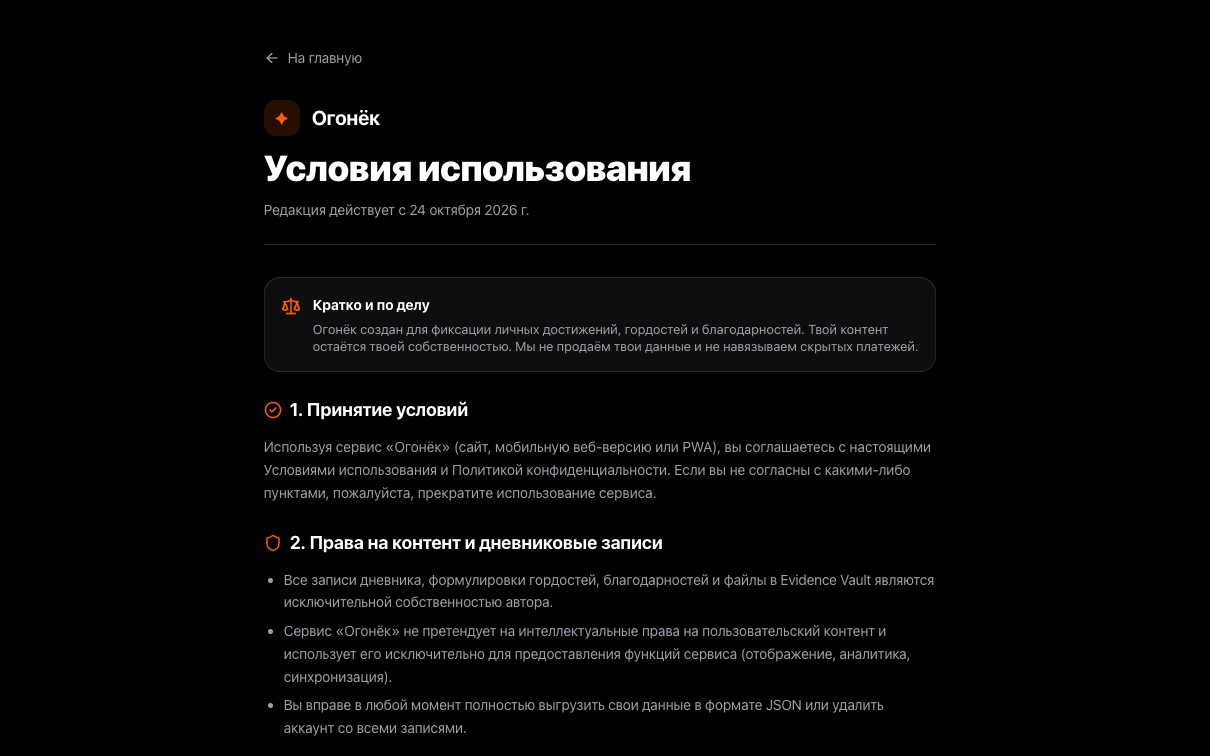 На главную
Огонёк
Условия использования
Редакция действует с 24 октября 2026 г.
Кратко и по делу
Огонёк создан для фиксации личных достижений, гордостей и благодарностей. Твой контент
остаётся твоей собственностью. Мы не продаём твои данные и не навязываем скрытых платежей.
1. Принятие условий
Используя сервис «Огонёк» (сайт, мобильную веб-версию или PWA), вы соглашаетесь с настоящими
Условиями использования и Политикой конфиденциальности. Если вы не согласны с какими-либо
пунктами, пожалуйста, прекратите использование сервиса.
2. Права на контент и дневниковые записи
Все записи дневника, формулировки гордостей, благодарностей и файлы в Evidence Vault являются
исключительной собственностью автора.
Сервис «Огонёк» не претендует на интеллектуальные права на пользовательский контент и
использует его исключительно для предоставления функций сервиса (отображение, аналитика,
синхронизация).
Вы вправе в любой момент полностью выгрузить свои данные в формате JSON или удалить
аккаунт со всеми записями.